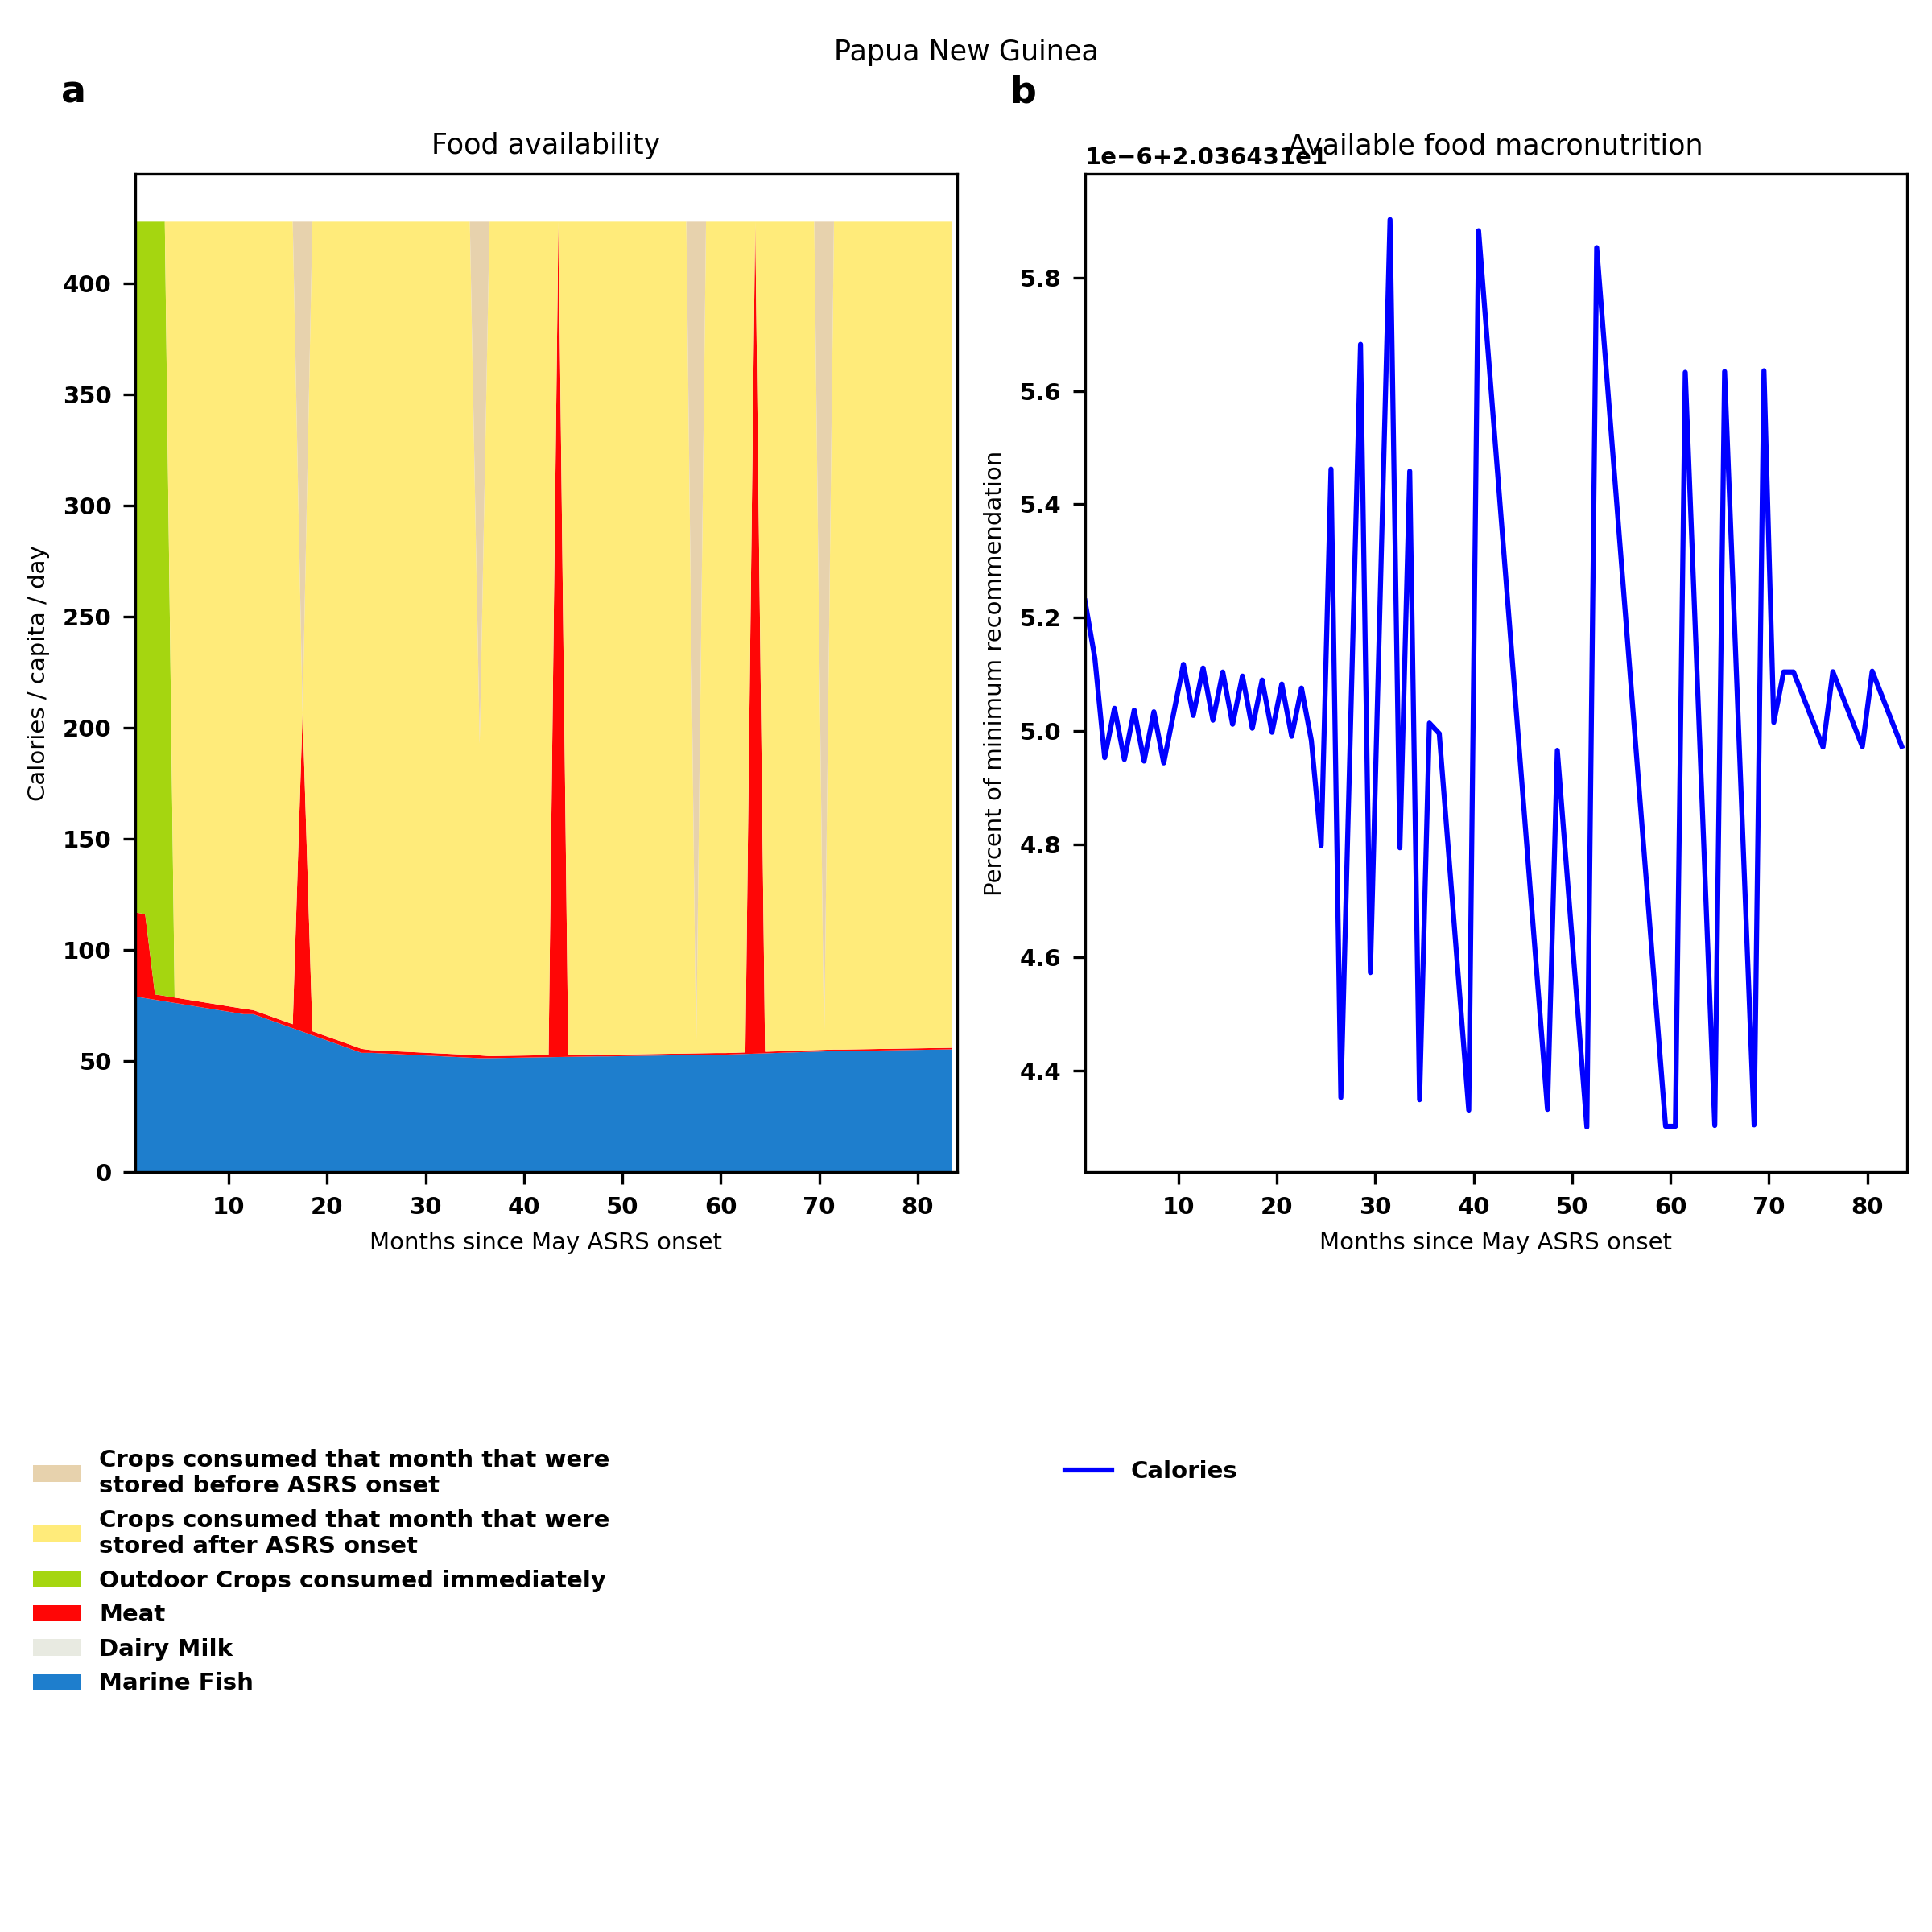 Papua New Guinea
a
b
Food availability
Available food macronutrition
1e−6+2.036431e1
Calories / capita / day
400
350
300
250
200
150
100
50
0
10 20 30 40 50 60 70 80
Months since May ASRS onset
Percent of minimum recommendation
5.8
5.6
5.4
5.2
5.0
4.8
4.6
4.4
10 20 30 40 50 60 70 80
Months since May ASRS onset
Crops consumed that month that were
stored before ASRS onset
Crops consumed that month that were
stored after ASRS onset
Outdoor Crops consumed immediately
Meat
Dairy Milk
Marine Fish
Calories